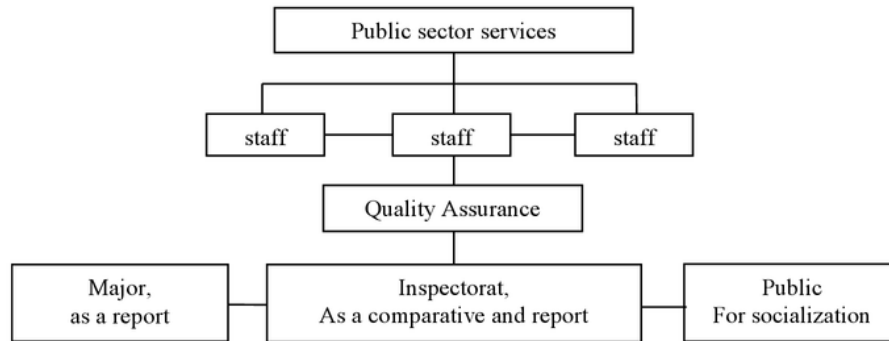 Public sector services
staff
staff
staff
Quality Assurance
Major,
as a report
Inspectorat,
As a comparative and report
Public
For socialization